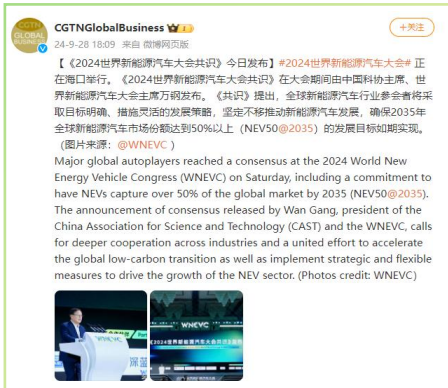 CGTN
GLOBAL
BUSINESS
CGTNGlobalBusiness
+关注
24-9-28 18:09 来自 微博网页版
【《2024世界新能源汽车大会共识》今日发布】#2024世界新能源汽车大会# 正
在海口举行。《2024世界新能源汽车大会共识》在大会期间由中国科协主席、世
界新能源汽车大会主席万钢发布。《共识》提出，全球新能源汽车行业参会者将采
取目标明确、措施灵活的发展策略，坚定不移推动新能源汽车发展，确保2035年
全球新能源汽车市场份额达到50%以上（NEV50@2035）的发展目标如期实现。
（图片来源：@WNEVC ）
Major global autoplayers reached a consensus at the 2024 World New
Energy Vehicle Congress (WNEVC) on Saturday, including a commitment to
have NEVs capture over 50% of the global market by 2035 (NEV50@2035).
The announcement of consensus released by Wan Gang, president of the
China Association for Science and Technology (CAST) and the WNEVC, calls
for deeper cooperation across industries and a united effort to accelerate
the global low-carbon transition as well as implement strategic and flexible
measures to drive the growth of the NEV sector. (Photos credit: WNEVC)
WNEVC
深蓝
WNEVC